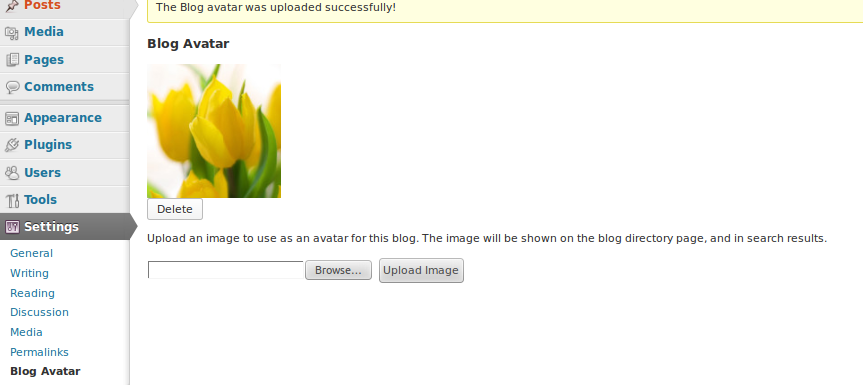 Posts
Media
Pages
Comments
Appearance
Plugins
Users
Tools
Settings
General
Writing
Reading
Discussion
Media
Permalinks
Blog Avatar
The Blog avatar was uploaded successfully!
Blog Avatar
Delete
Upload an image to use as an avatar for this blog. The image will be shown on the blog directory page, and in search results.
Browse... Upload Image